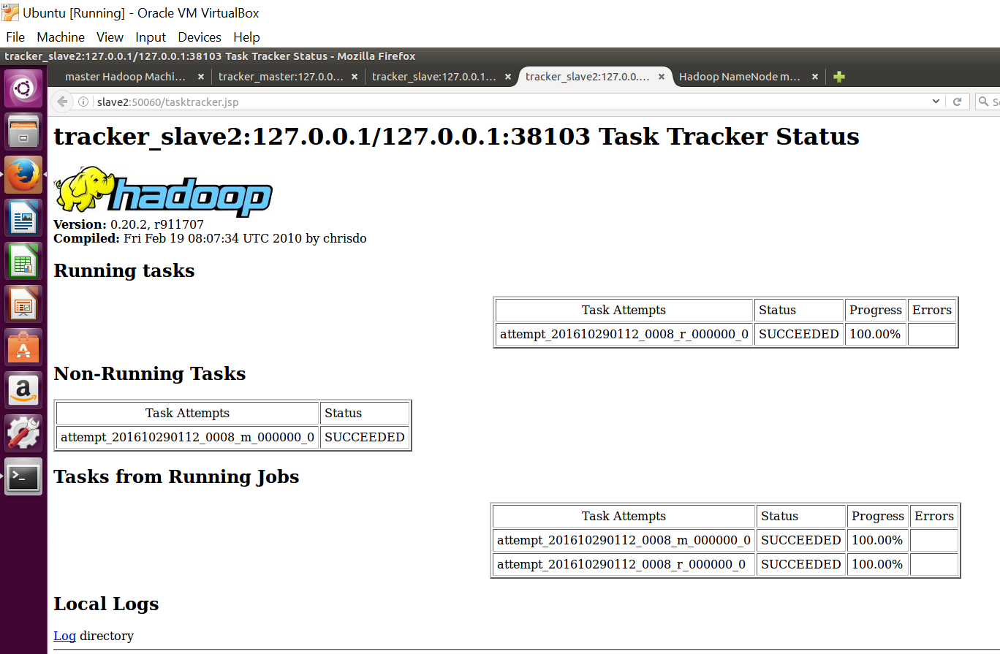 Ubuntu [Running] - Oracle VM VirtualBox
File Machine View Input Devices Help
tracker_slave2:127.0.0.1/127.0.0.1:38103 Task Tracker Status - Mozilla Firefox
master Hadoop Machi... × tracker_master:127.0.0... × tracker_slave:127.0.0.1... × tracker_slave2:127.0.0.... × Hadoop NameNode m... ×
slave2:50060/tasktracker.jsp
tracker_slave2:127.0.0.1/127.0.0.1:38103 Task Tracker Status
hadoop
Version: 0.20.2, r911707
Compiled: Fri Feb 19 08:07:34 UTC 2010 by chrisdo
Running tasks
Task Attempts Status Progress Errors
attempt_201610290112_0008_r_000000_0 SUCCEEDED 100.00%
Non-Running Tasks
Task Attempts Status
attempt_201610290112_0008_m_000000_0 SUCCEEDED
Tasks from Running Jobs
Task Attempts Status Progress Errors
attempt_201610290112_0008_m_000000_0 SUCCEEDED 100.00%
attempt_201610290112_0008_r_000000_0 SUCCEEDED 100.00%
Local Logs
Log directory